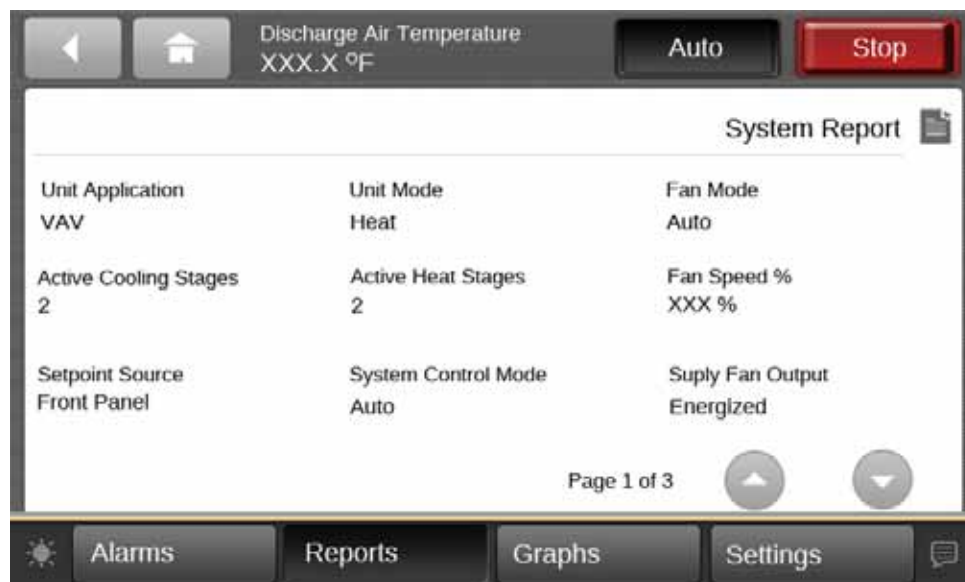 Discharge Air Temperature
XXX.X ºF
Auto
Stop
System Report
Unit Application
VAV
Unit Mode
Heat
Fan Mode
Auto
Active Cooling Stages
2
Active Heat Stages
2
Fan Speed %
XXX %
Setpoint Source
Front Panel
System Control Mode
Auto
Suply Fan Output
Energized
Page 1 of 3
Alarms
Reports
Graphs
Settings